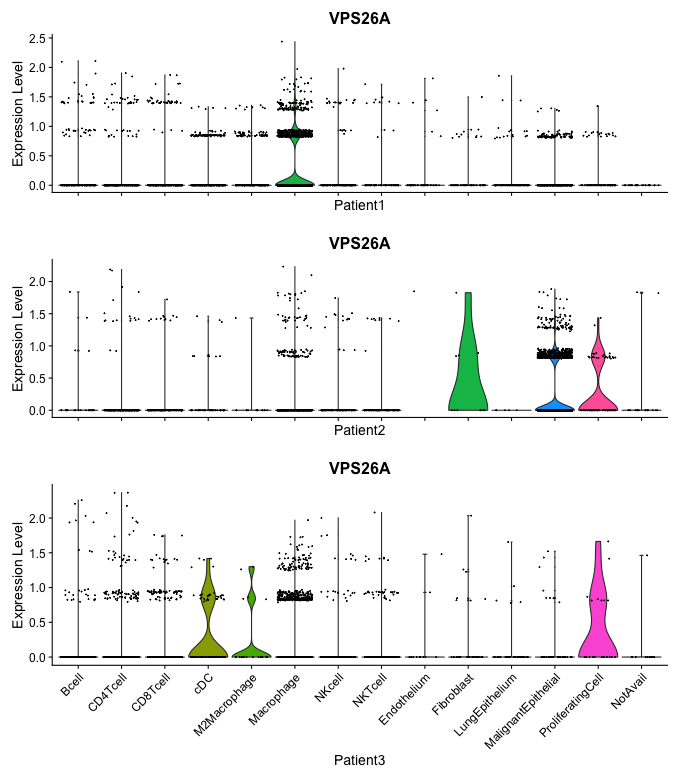 VPS26A
Expression Level
2.5
2.0
1.5
1.0
0.5
0.0
Patient1
VPS26A
Expression Level
2.0
1.5
1.0
0.5
0.0
Patient2
VPS26A
Expression Level
2.0
1.5
1.0
0.5
0.0
Bcell
CD4Tcell
CD8Tcell
cDC
M2Macrophage
Macrophage
NKcell
NKTcell
Endothelium
Fibroblast
LungEpithelium
MalignantEpithelial
ProliferatingCell
NotAvail
Patient3